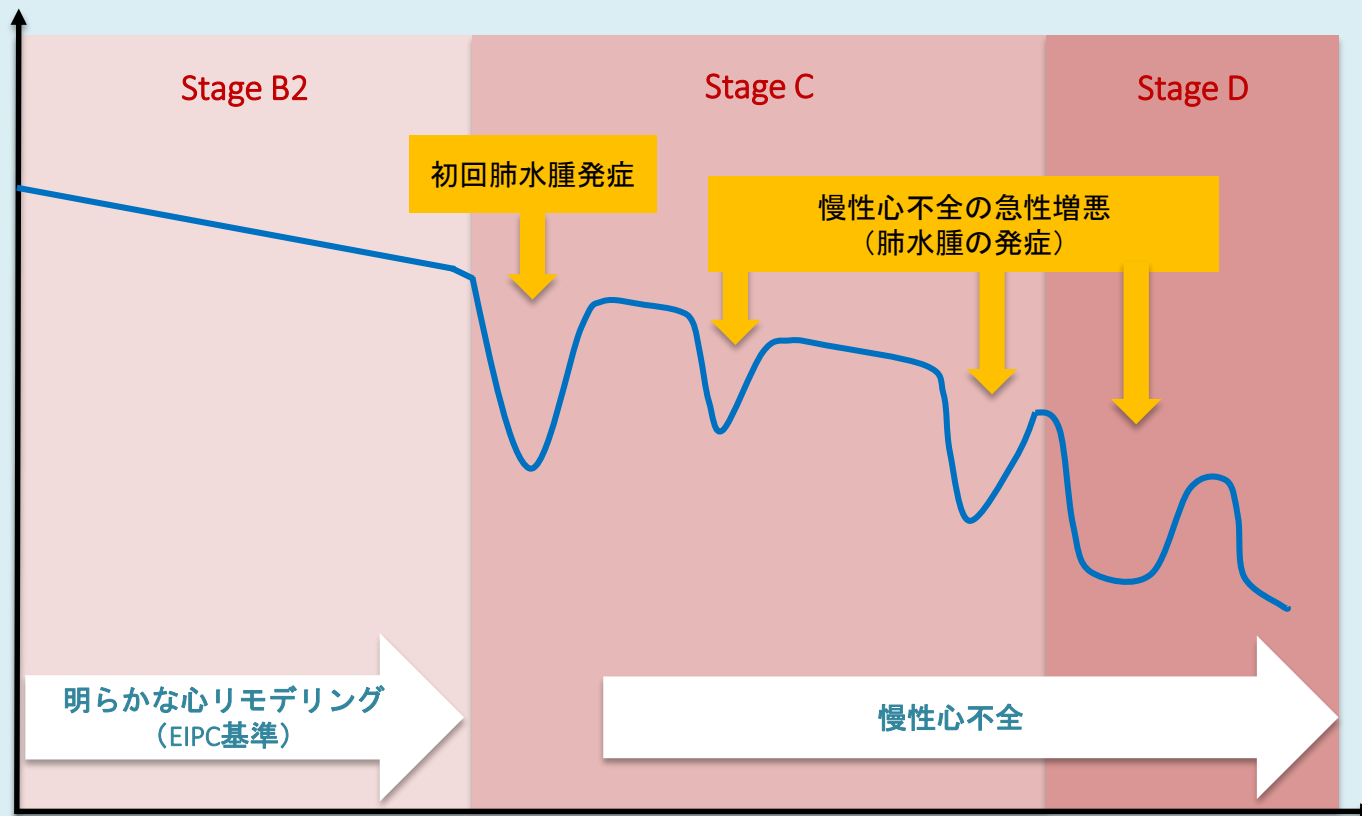 Stage B2
Stage C
Stage D
初回肺水腫発症
慢性心不全の急性増悪
（肺水腫の発症）
明らかな心リモデリング
（EIPC基準）
慢性心不全